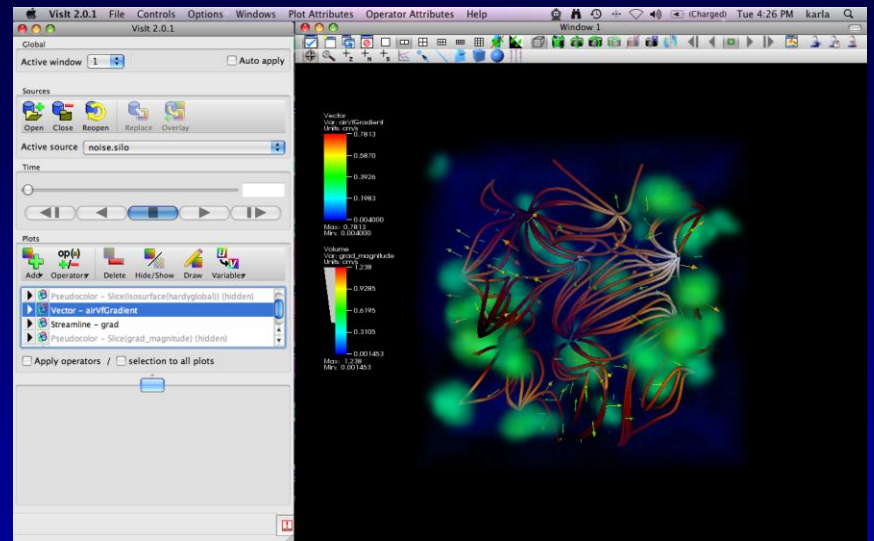 VisIt 2.0.1 File Controls Options Windows Plot Attributes Operator Attributes Help (Charged) Tue 4:26 PM karla
VisIt 2.0.1
Global
Active window 1 Auto apply
Sources
Open Close Reopen Replace Overlay
Active source noise.silo
Time
Plots
op(+)
Add Operators Delete Hide/Show Draw Variables
Pseudocolor - Slice(Isosurface(hardyglobal)) (hidden)
Vector - airVfGradient
Streamline - grad
Pseudocolor - Slice(grad_magnitude) (hidden)
Apply operators / selection to all plots
Window 1
Vector
Var: airVfGradient
Units: cm/s
0.7813
0.5870
0.3926
0.1983
0.004000
Max: 0.7813
Min: 0.004000
Volume
Var: grad_magnitude
Units: cm/s
1.238
0.9285
0.6195
0.3105
0.001453
Max: 1.238
Min: 0.001453